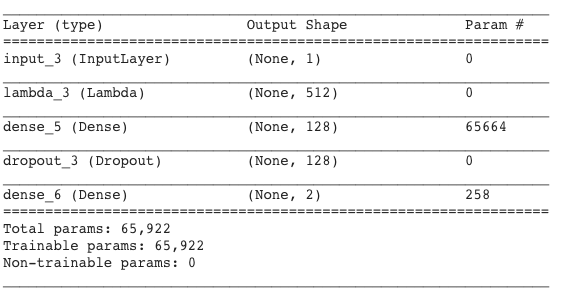 Layer (type) Output Shape Param #
=================================================================
input_3 (InputLayer) (None, 1) 0
lambda_3 (Lambda) (None, 512) 0
dense_5 (Dense) (None, 128) 65664
dropout_3 (Dropout) (None, 128) 0
dense_6 (Dense) (None, 2) 258
=================================================================
Total params: 65,922
Trainable params: 65,922
Non-trainable params: 0